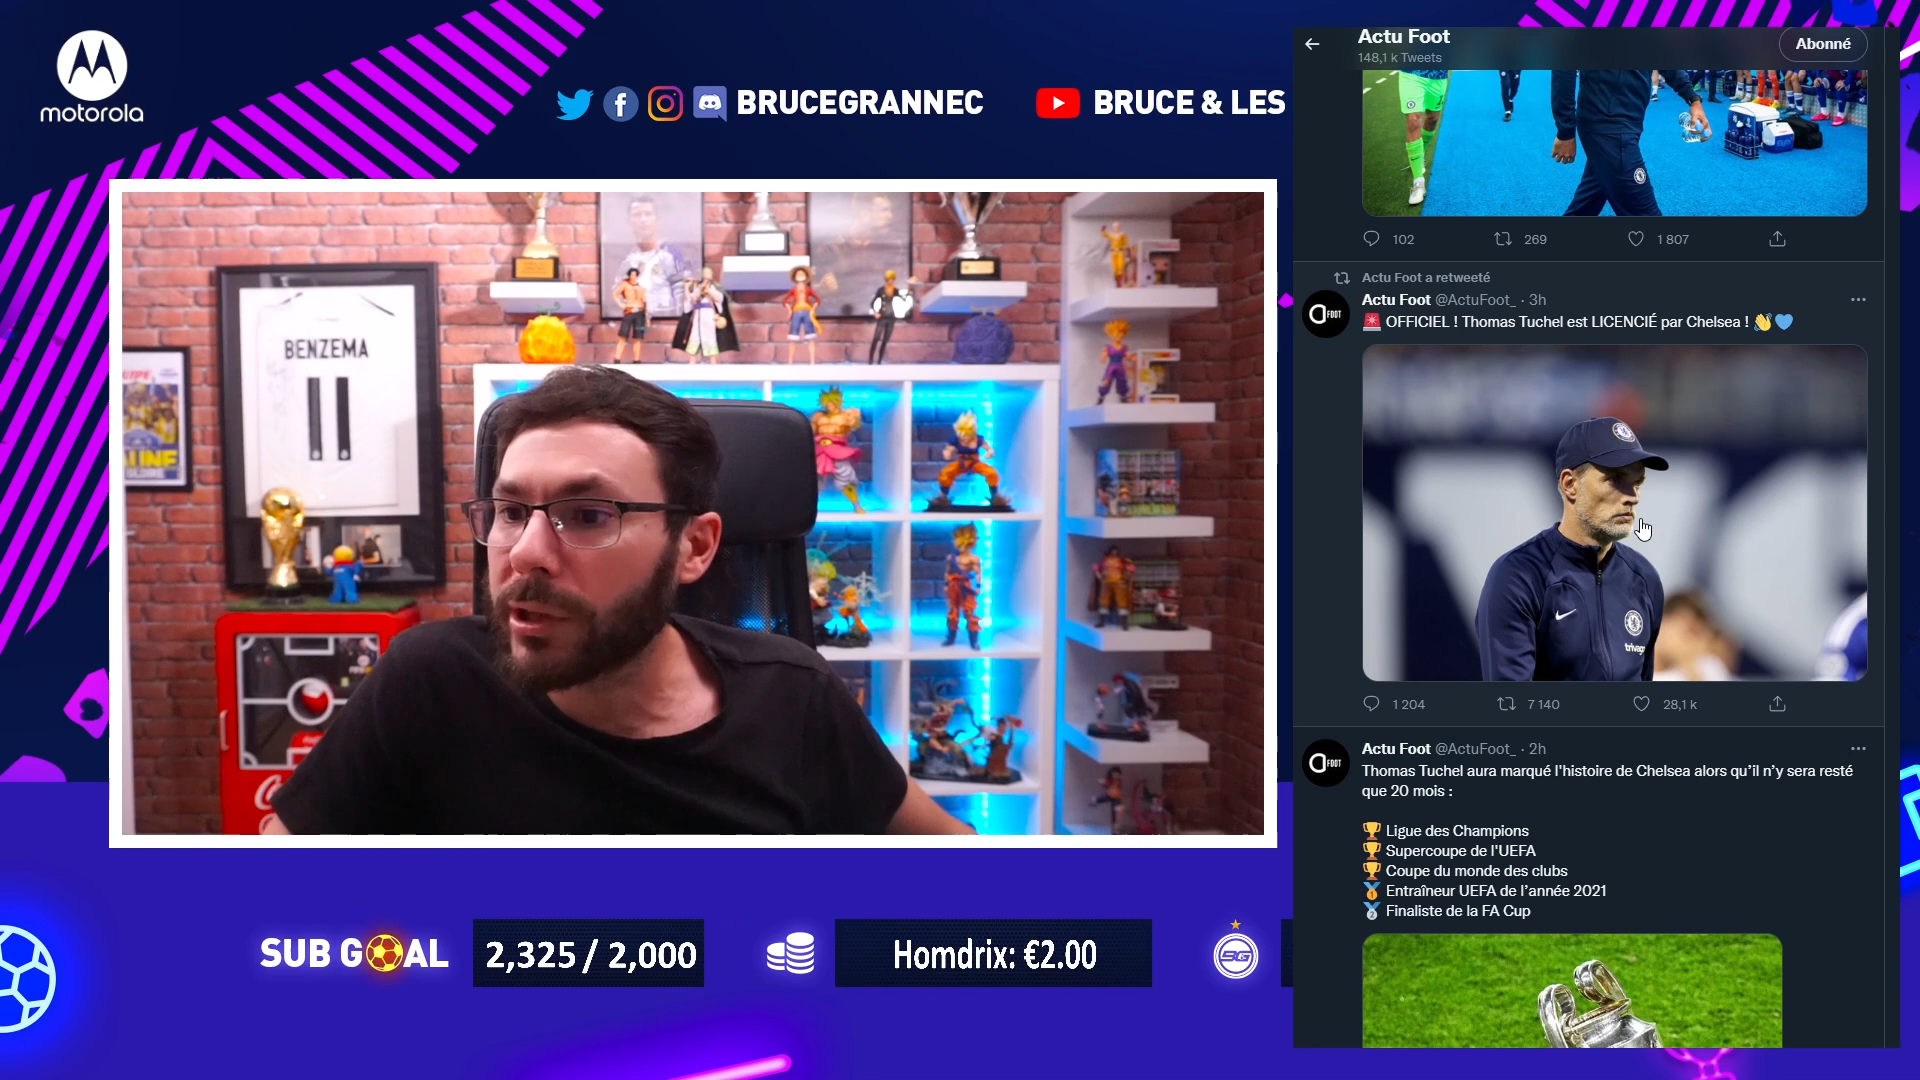 motorola
BRUCEGRANNEC
BRUCE & LES
BENZEMA
11
SUB GOAL
2,325 / 2,000
Homdrix: €2.00
Actu Foot
148,1 k Tweets
Abonné
102
269
1 807
Actu Foot a retweeté
Actu Foot @ActuFoot_ · 3h
🚨 OFFICIEL ! Thomas Tuchel est LICENCIÉ par Chelsea ! 👋💙
FOOT
trivago
1 204
7 140
28,1 k
Actu Foot @ActuFoot_ · 2h
FOOT
Thomas Tuchel aura marqué l'histoire de Chelsea alors qu'il n'y sera resté
que 20 mois :
🏆 Ligue des Champions
🏆 Supercoupe de l'UEFA
🏆 Coupe du monde des clubs
🥇 Entraîneur UEFA de l'année 2021
🥈 Finaliste de la FA Cup